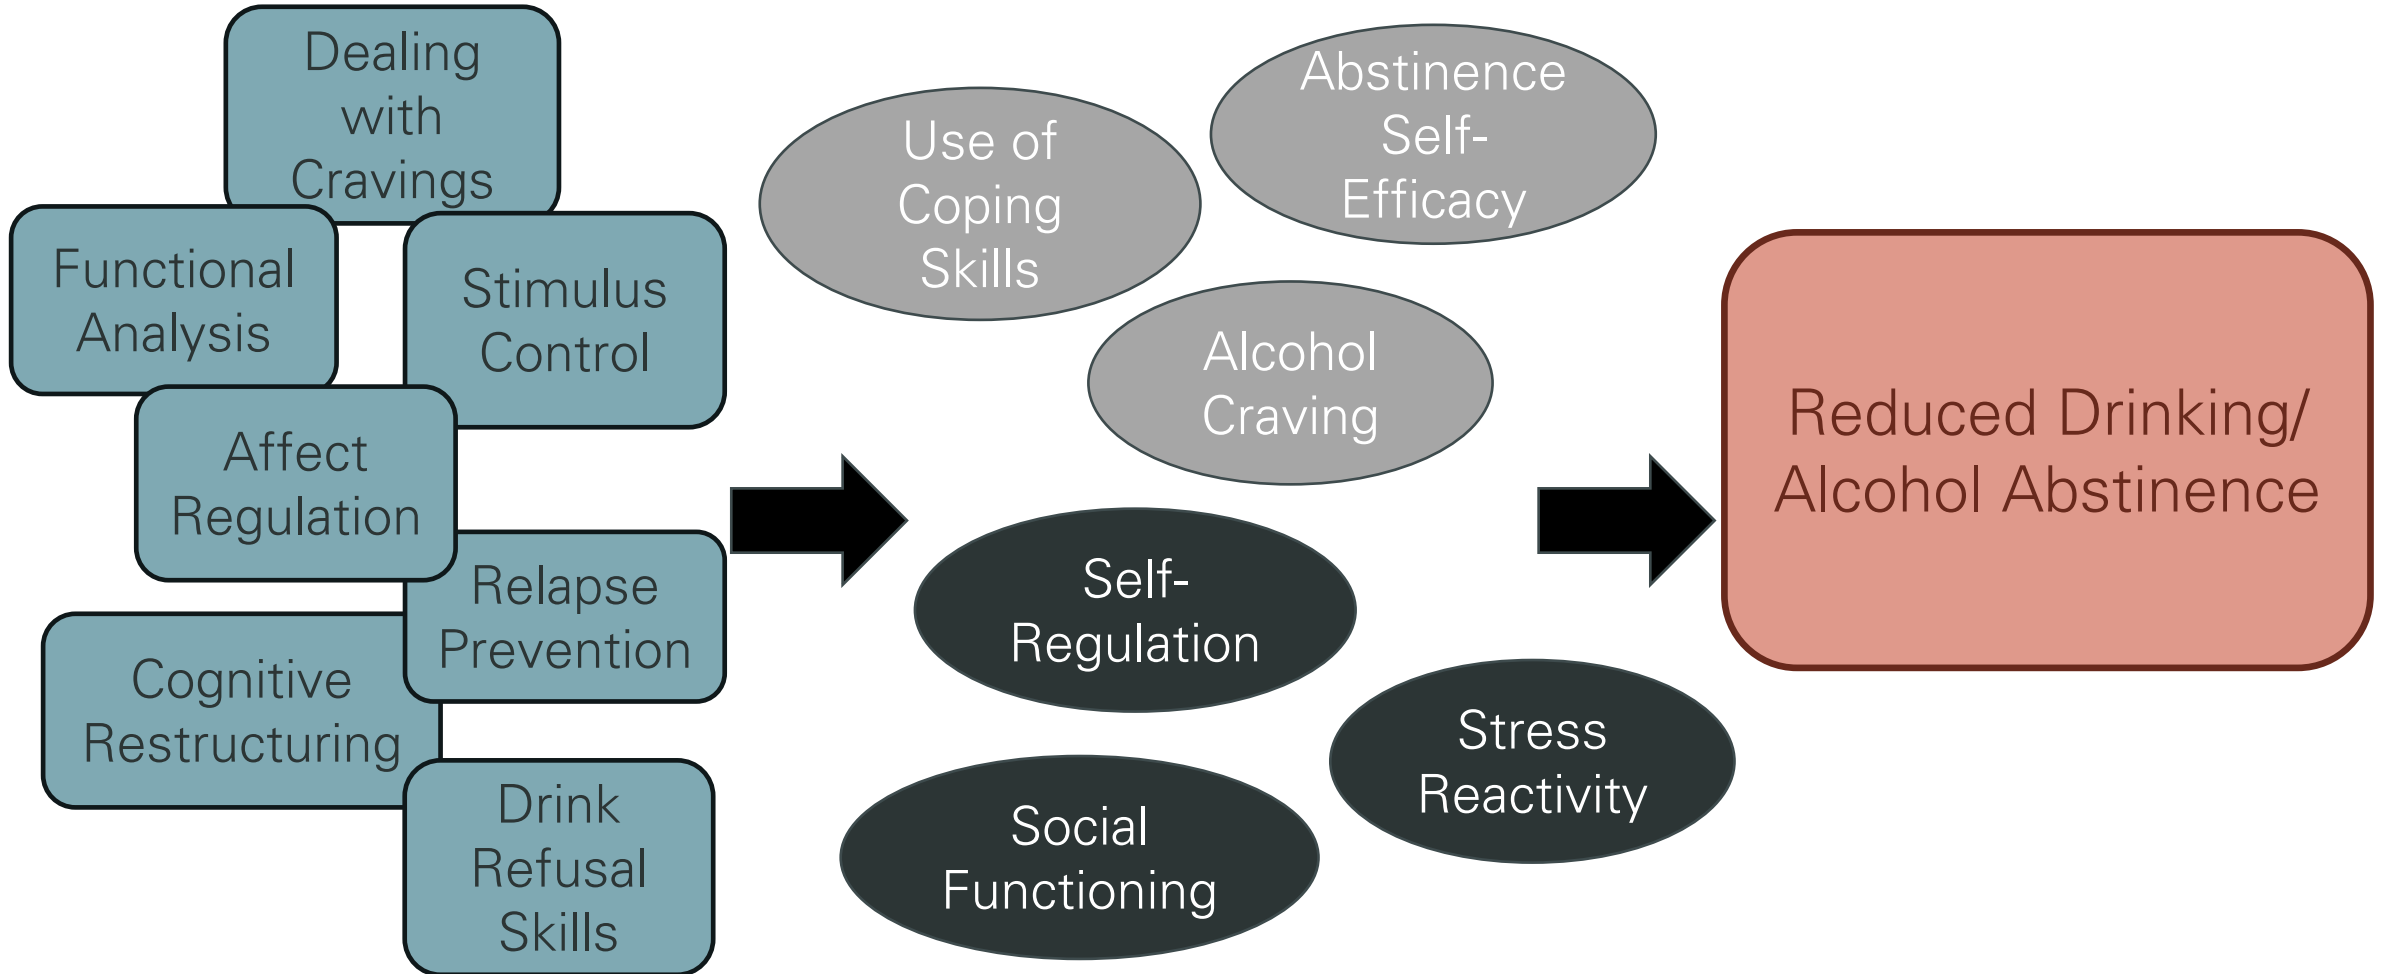 Dealing
with
Cravings
Functional
Analysis
Stimulus
Control
Affect
Regulation
Relapse
Prevention
Cognitive
Restructuring
Drink
Refusal
Skills
Use of
Coping
Skills
Abstinence
Self-
Efficacy
Alcohol
Craving
Self-
Regulation
Stress
Reactivity
Social
Functioning
Reduced Drinking/
Alcohol Abstinence